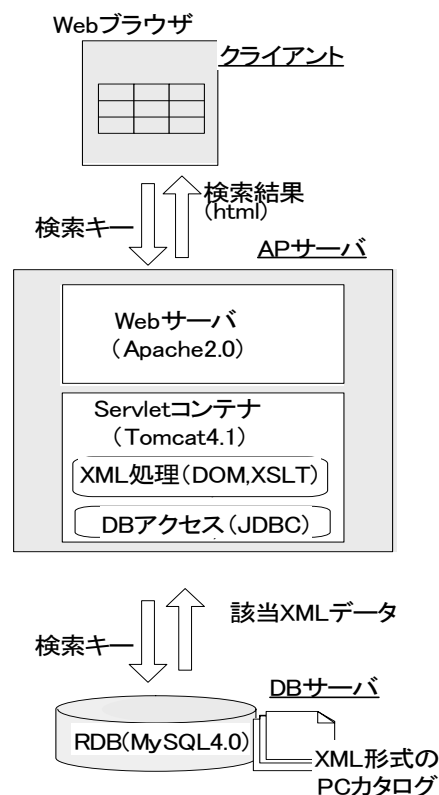 Webブラウザ
クライアント
検索結果
(html)
検索キー
APサーバ
Webサーバ
(Apache2.0)
Servletコンテナ
(Tomcat4.1)
XML処理(DOM,XSLT)
DBアクセス(JDBC)
該当XMLデータ
検索キー
DBサーバ
RDB(MySQL4.0)
XML形式の
PCカタログ